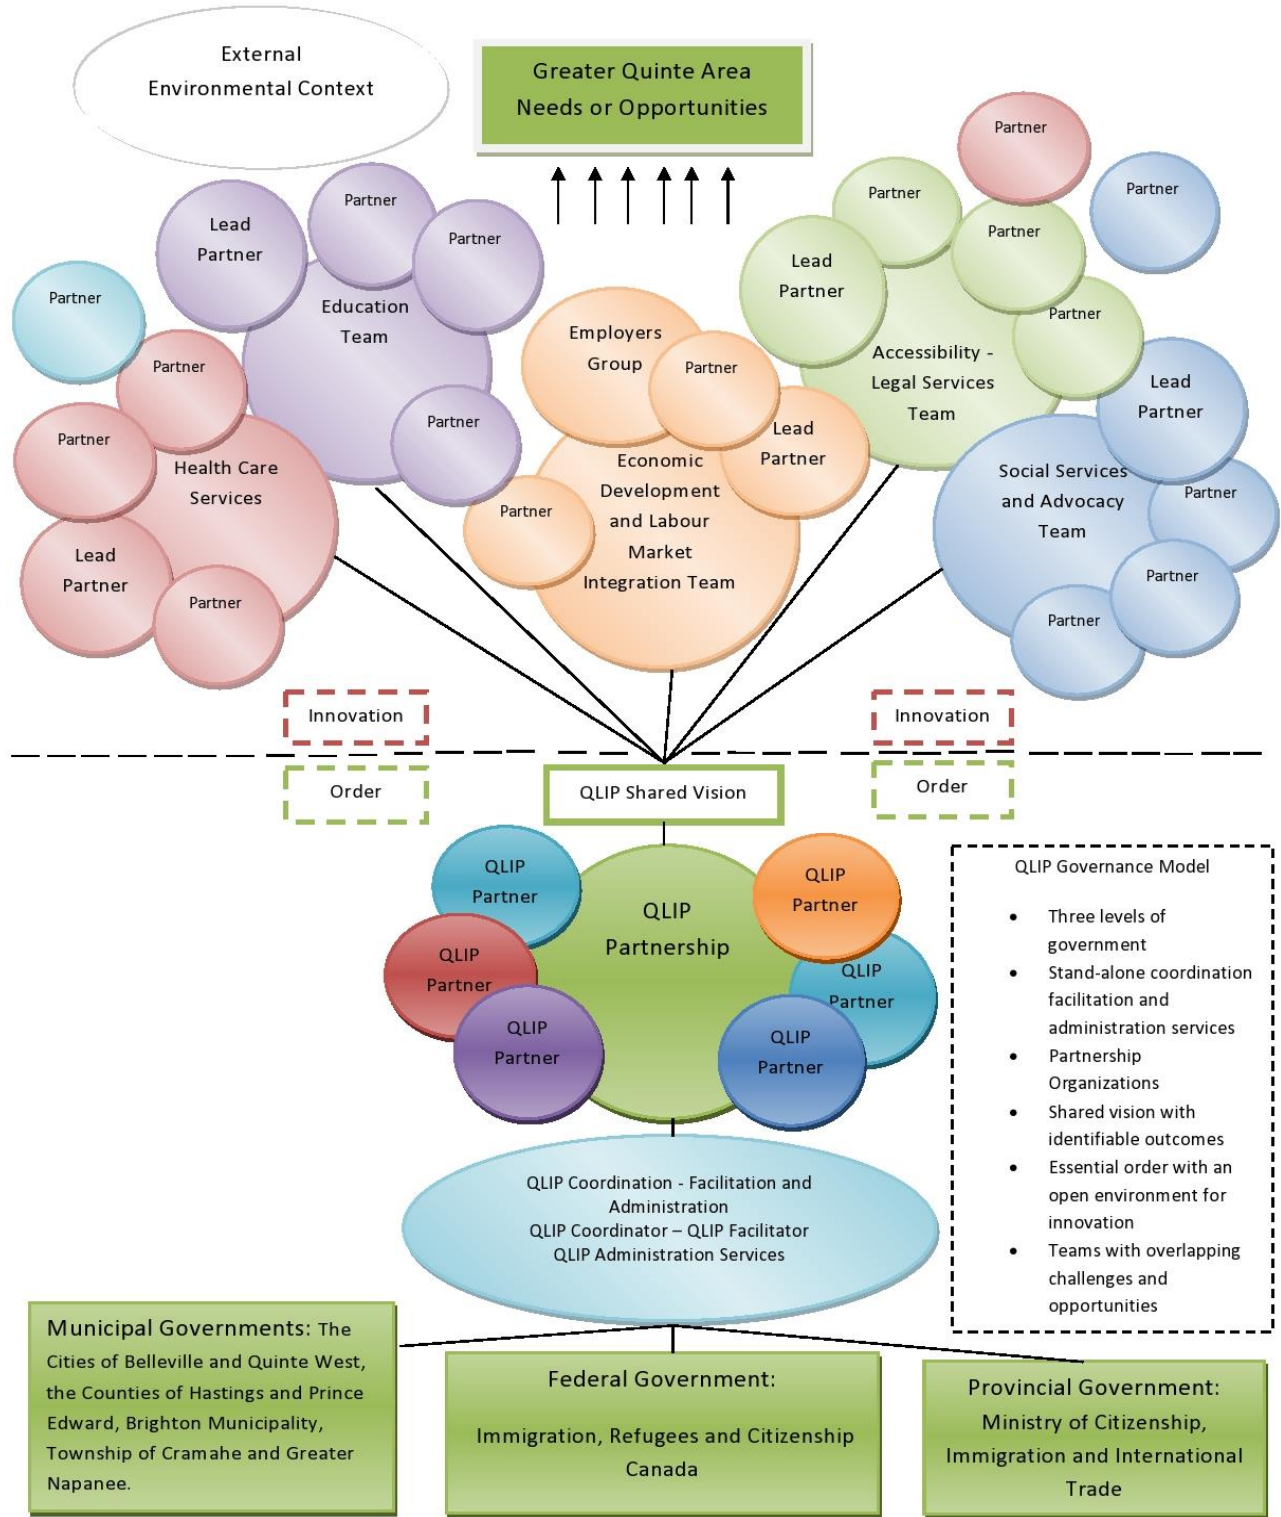 External
Environmental Context
Greater Quinte Area
Needs or Opportunities
Partner
Partner
Partner
Partner
Lead
Partner
Partner
Partner
Lead
Partner
Partner
Education
Team
Partner
Employers
Group
Partner
Partner
Accessibility -
Legal Services
Team
Lead
Partner
Partner
Partner
Lead
Partner
Health Care
Services
Economic
Development
and Labour
Market
Integration Team
Social Services
and Advocacy
Team
Partner
Partner
Lead
Partner
Partner
Partner
Partner
Innovation
Innovation
Order
QLIP Shared Vision
Order
QLIP
Partner
QLIP
Partner
QLIP
Partnership
QLIP
Partner
QLIP
Partner
QLIP
Partner
QLIP
Partner
QLIP Governance Model
• Three levels of
government
• Stand-alone coordination
facilitation and
administration services
• Partnership
Organizations
• Shared vision with
identifiable outcomes
• Essential order with an
open environment for
innovation
• Teams with overlapping
challenges and
opportunities
QLIP Coordination - Facilitation and
Administration
QLIP Coordinator – QLIP Facilitator
QLIP Administration Services
Municipal Governments: The
Cities of Belleville and Quinte West,
the Counties of Hastings and Prince
Edward, Brighton Municipality,
Township of Cramahe and Greater
Napanee.
Federal Government:
Immigration, Refugees and Citizenship
Canada
Provincial Government:
Ministry of Citizenship,
Immigration and International
Trade